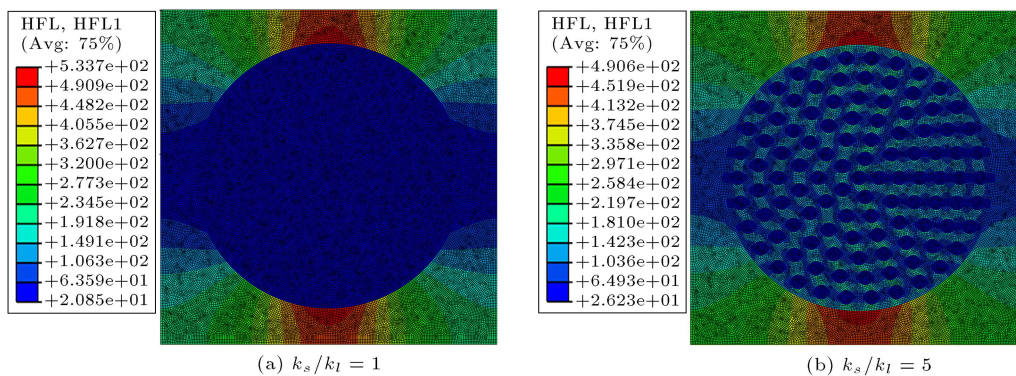 HFL, HFL1
(Avg: 75%)
+5.337e+02
+4.909e+02
+4.482e+02
+4.055e+02
+3.627e+02
+3.200e+02
+2.773e+02
+2.345e+02
+1.918e+02
+1.491e+02
+1.063e+02
+6.359e+01
+2.085e+01
(a) kₛ/kₗ = 1
HFL, HFL1
(Avg: 75%)
+4.906e+02
+4.519e+02
+4.132e+02
+3.745e+02
+3.358e+02
+2.971e+02
+2.584e+02
+2.197e+02
+1.810e+02
+1.423e+02
+1.036e+02
+6.493e+01
+2.623e+01
(b) kₛ/kₗ = 5